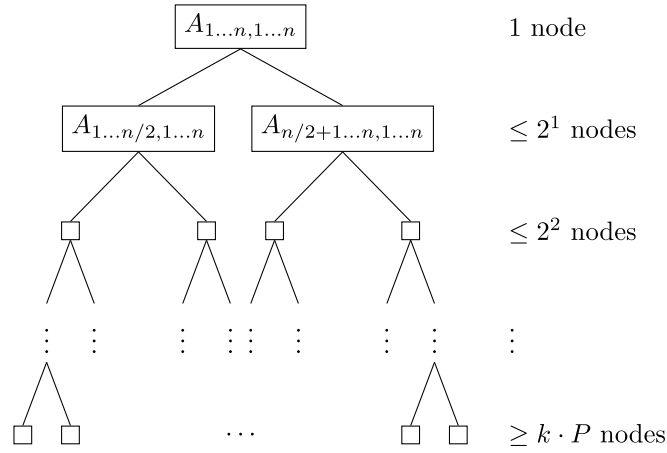 A_{1...n,1...n} 1 node
A_{1...n/2,1...n} A_{n/2+1...n,1...n} ≤ 2^1 nodes
≤ 2^2 nodes
⋮ ⋮ ⋮ ⋮ ⋮ ⋮ ⋮ ⋮ ⋮
... ≥ k · P nodes